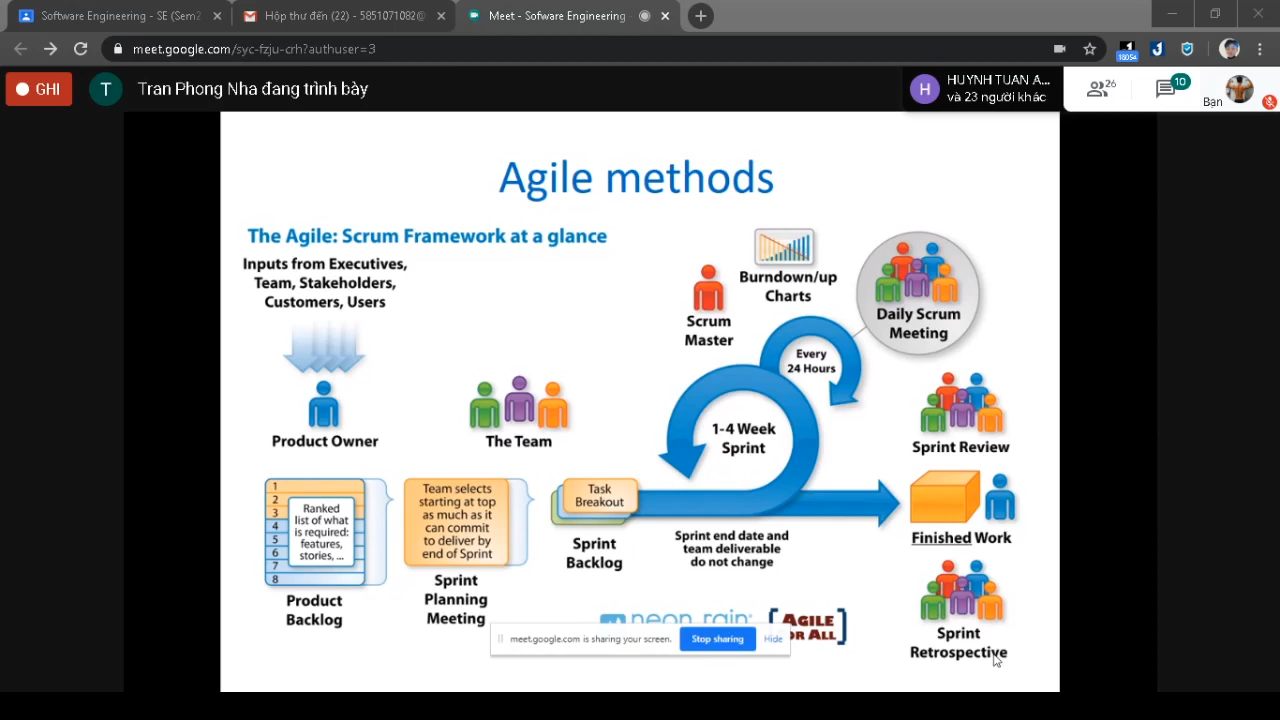 Software Engineering - SE (Sem2
Hộp thư đến (22) - 5851071082@
Meet - Sofware Engineering
meet.google.com/syc-fzju-crh?authuser=3
18054
GHI
T
Tran Phong Nha đang trình bày
H
HUYNH TUAN A...
và 23 người khác
26
10
Bạn
Agile methods
The Agile: Scrum Framework at a glance
Inputs from Executives,
Team, Stakeholders,
Customers, Users
Product Owner
The Team
Scrum
Master
Burndown/up
Charts
Daily Scrum
Meeting
Every
24 Hours
1-4 Week
Sprint
Sprint Review
1
2
3
4
5
6
7
8
Ranked
list of what
is required:
features,
stories, ...
Product
Backlog
Team selects
starting at top
as much as it
can commit
to deliver by
end of Sprint
Sprint
Planning
Meeting
Task
Breakout
Sprint
Backlog
Sprint end date and
team deliverable
do not change
Finished Work
Sprint
Retrospective
neon rain
AGILE
FOR ALL
meet.google.com is sharing your screen.
Stop sharing
Hide